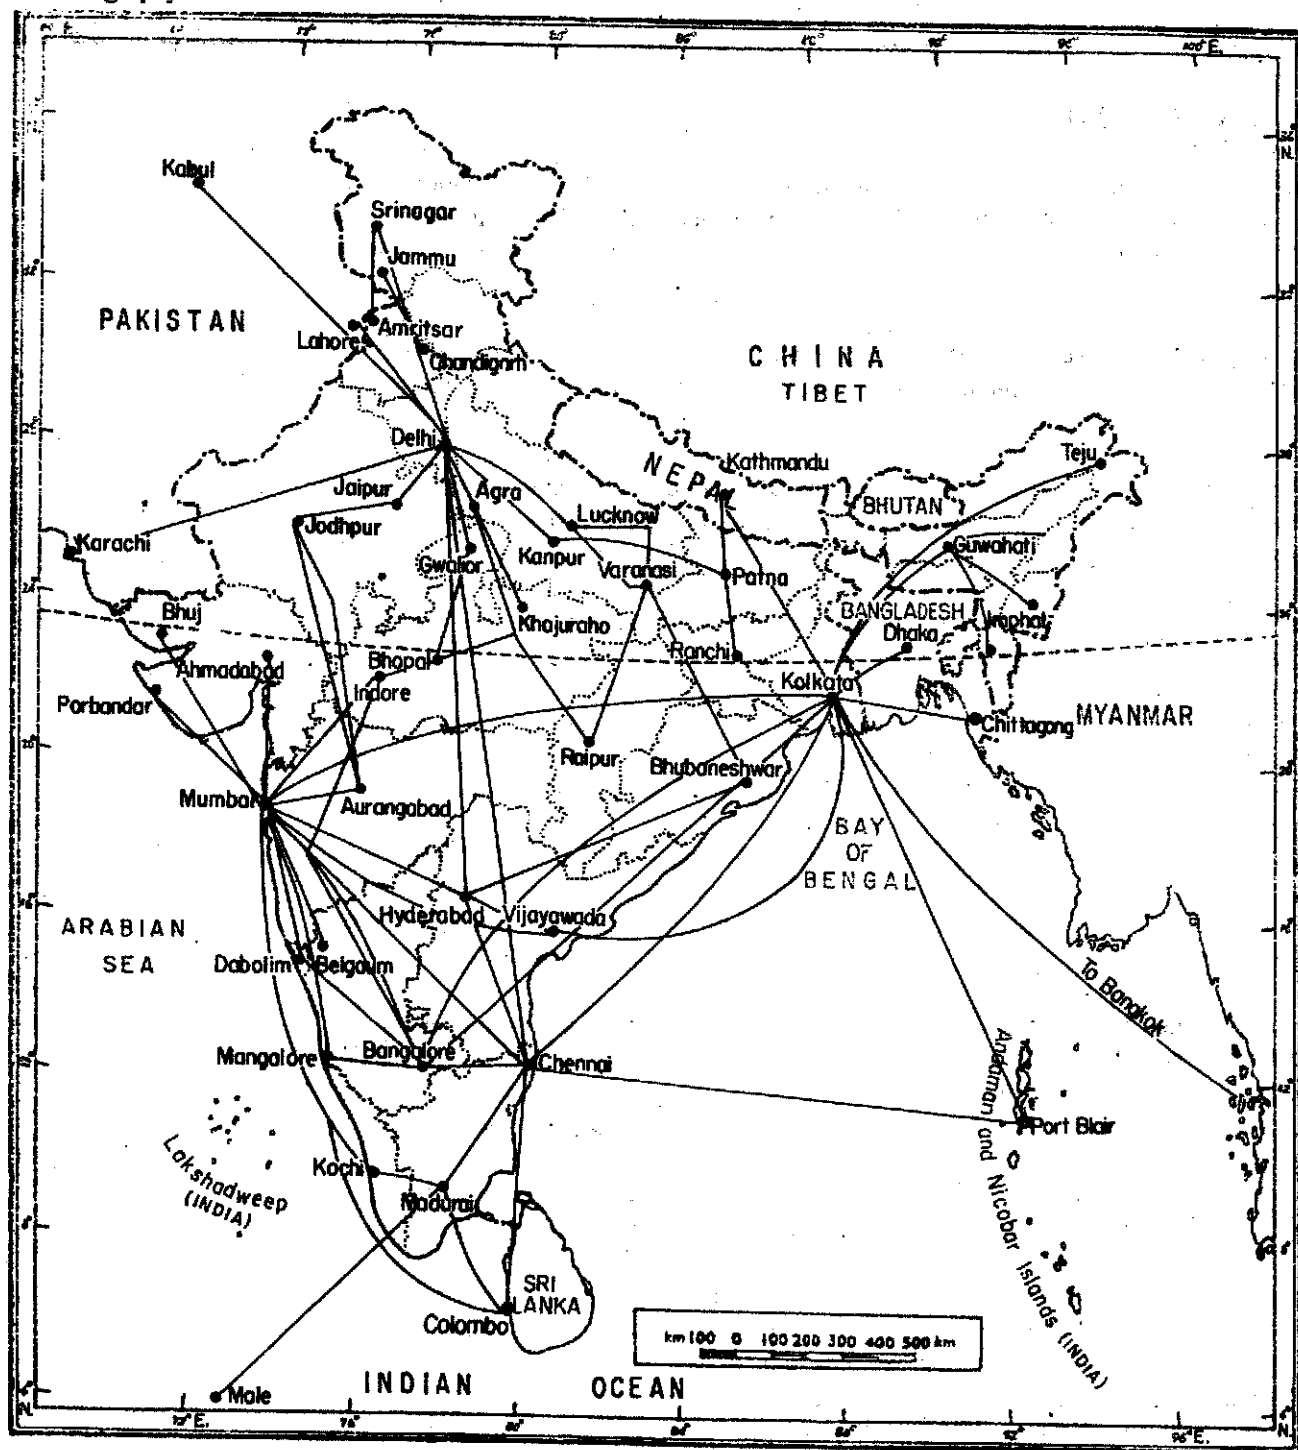 100° E.
Kabul
Srinagar
Jammu
PAKISTAN
Amritsar
Lahore
Chandigarh
CHINA
TIBET
Delhi
NEPAL
Kathmandu
Teju
Jaipur
Agra
BHUTAN
Jodhpur
Lucknow
Karachi
Gwalior
Kanpur
Guwahati
Varanasi
Patna
Bhuj
Khajuraho
BANGLADESH
Imphal
Dhaka
Ahmadabad
Bhopal
Ranchi
Indore
Kolkata
Porbandar
Chittagong
MYANMAR
Raipur
Bhubaneshwar
Mumbai
Aurangabad
BAY
OF
BENGAL
ARABIAN
SEA
Hyderabad
Vijayawada
Dabolim
Belgaum
To Bangkok
Mangalore
Bangalore
Chennai
Andaman and Nicobar Islands (INDIA)
Port Blair
Lakshadweep
(INDIA)
Kochi
Madurai
SRI
LANKA
Colombo
km 100 0 100 200 300 400 500 km
INDIAN OCEAN
Male